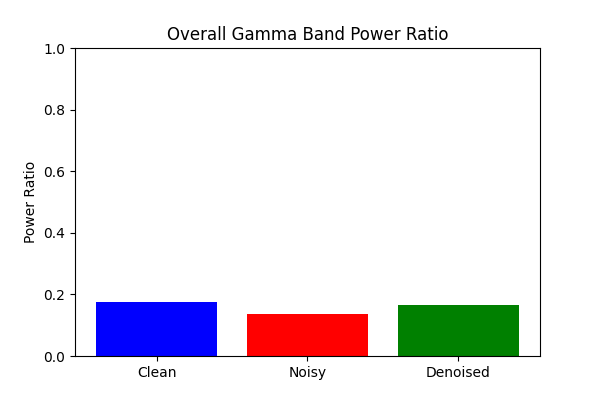 Overall Gamma Band Power Ratio
Power Ratio
1.0
0.8
0.6
0.4
0.2
0.0
Clean
Noisy
Denoised